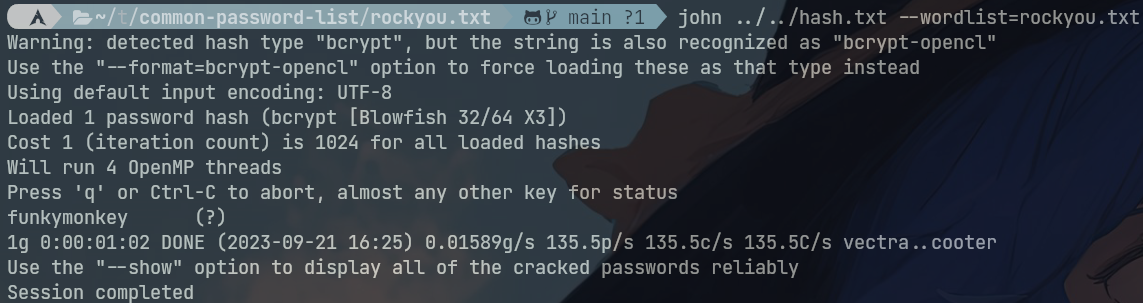 ~/t/common-password-list/rockyou.txt main ?1 john ../../hash.txt --wordlist=rockyou.txt
Warning: detected hash type "bcrypt", but the string is also recognized as "bcrypt-opencl"
Use the "--format=bcrypt-opencl" option to force loading these as that type instead
Using default input encoding: UTF-8
Loaded 1 password hash (bcrypt [Blowfish 32/64 X3])
Cost 1 (iteration count) is 1024 for all loaded hashes
Will run 4 OpenMP threads
Press 'q' or Ctrl-C to abort, almost any other key for status
funkymonkey      (?)
1g 0:00:01:02 DONE (2023-09-21 16:25) 0.01589g/s 135.5p/s 135.5c/s 135.5C/s vectra..cooter
Use the "--show" option to display all of the cracked passwords reliably
Session completed